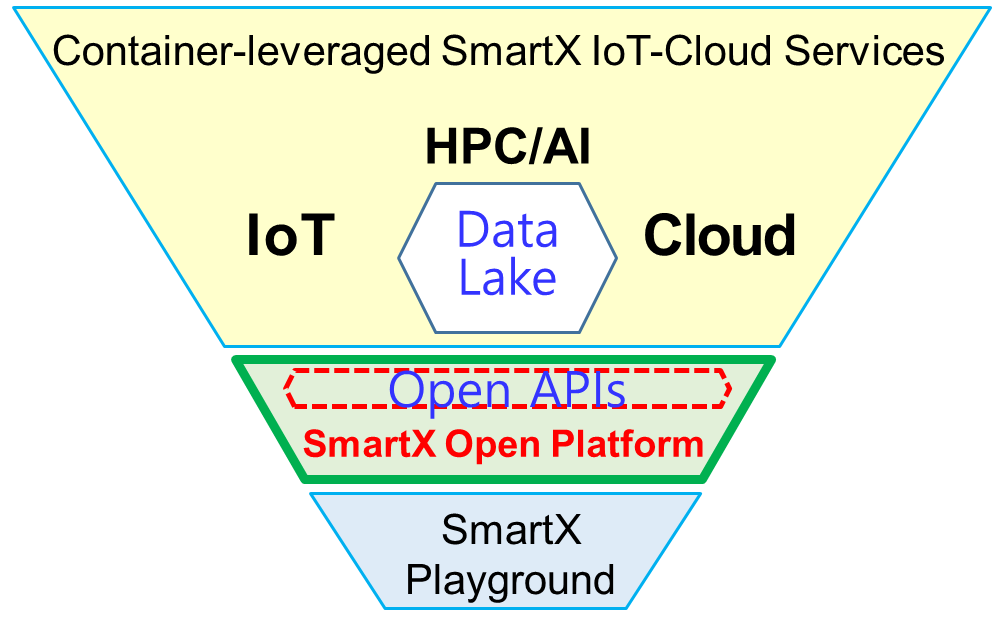 Container-leveraged SmartX IoT-Cloud Services
HPC/AI
IoT
Data
Lake
Cloud
Open APIs
SmartX Open Platform
SmartX
Playground